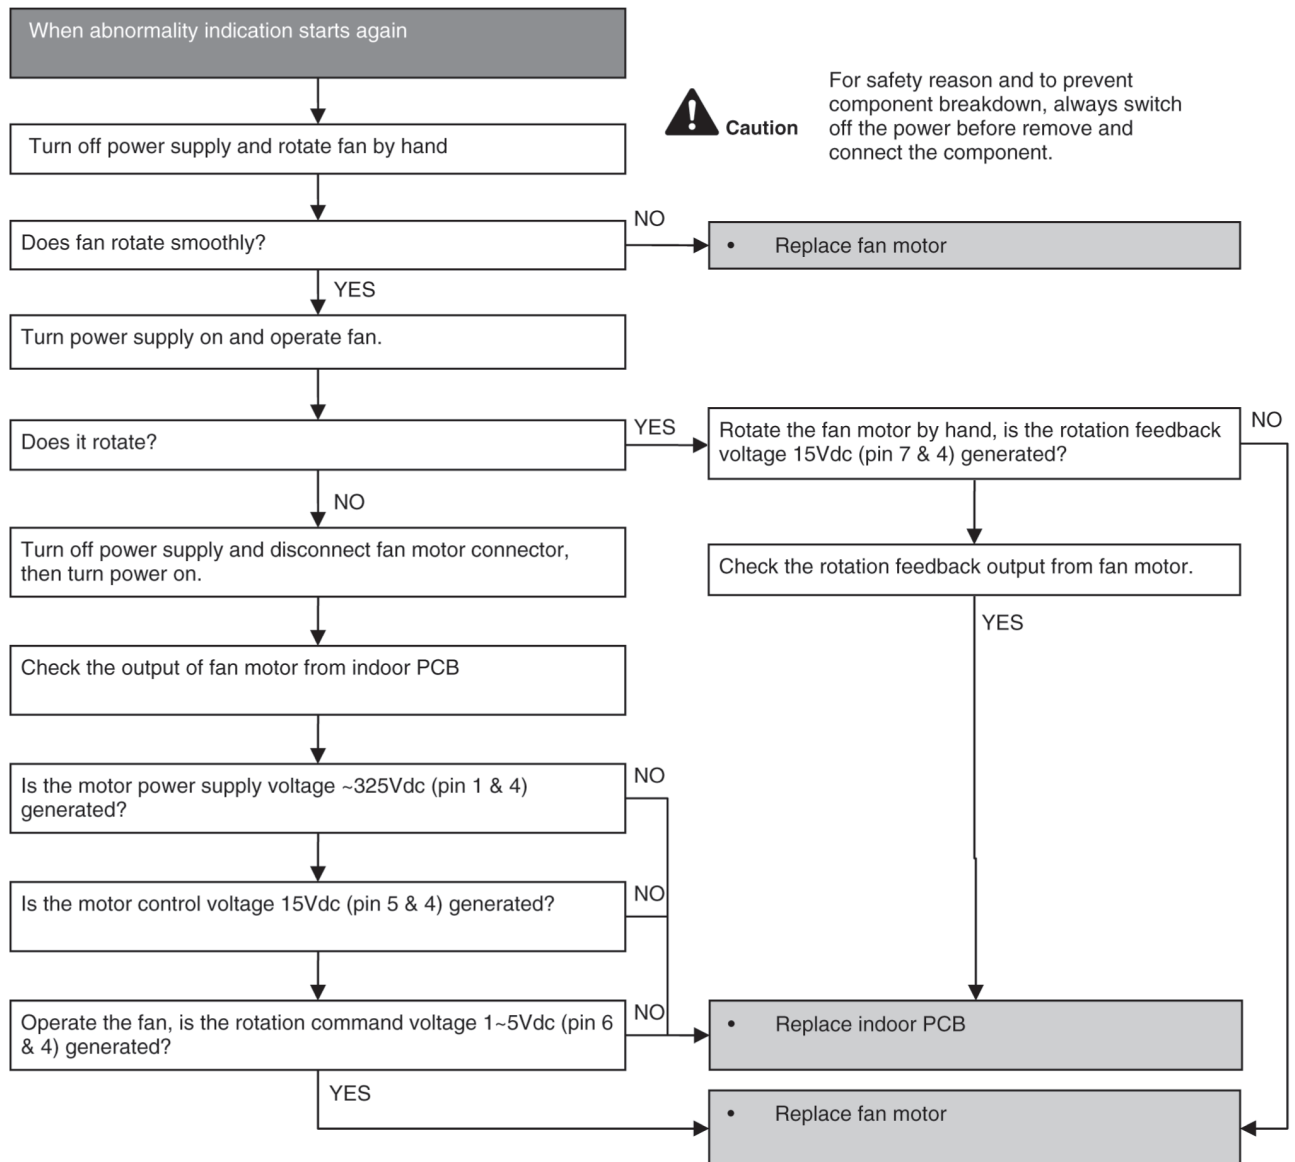 When abnormality indication starts again
Caution
For safety reason and to prevent
component breakdown, always switch
off the power before remove and
connect the component.
Turn off power supply and rotate fan by hand
Does fan rotate smoothly?
NO
• Replace fan motor
YES
Turn power supply on and operate fan.
Does it rotate?
YES
Rotate the fan motor by hand, is the rotation feedback
voltage 15Vdc (pin 7 & 4) generated?
NO
NO
Turn off power supply and disconnect fan motor connector,
then turn power on.
Check the rotation feedback output from fan motor.
YES
Check the output of fan motor from indoor PCB
Is the motor power supply voltage ~325Vdc (pin 1 & 4)
generated?
NO
Is the motor control voltage 15Vdc (pin 5 & 4) generated?
NO
Operate the fan, is the rotation command voltage 1~5Vdc (pin 6
& 4) generated?
NO
• Replace indoor PCB
YES
• Replace fan motor